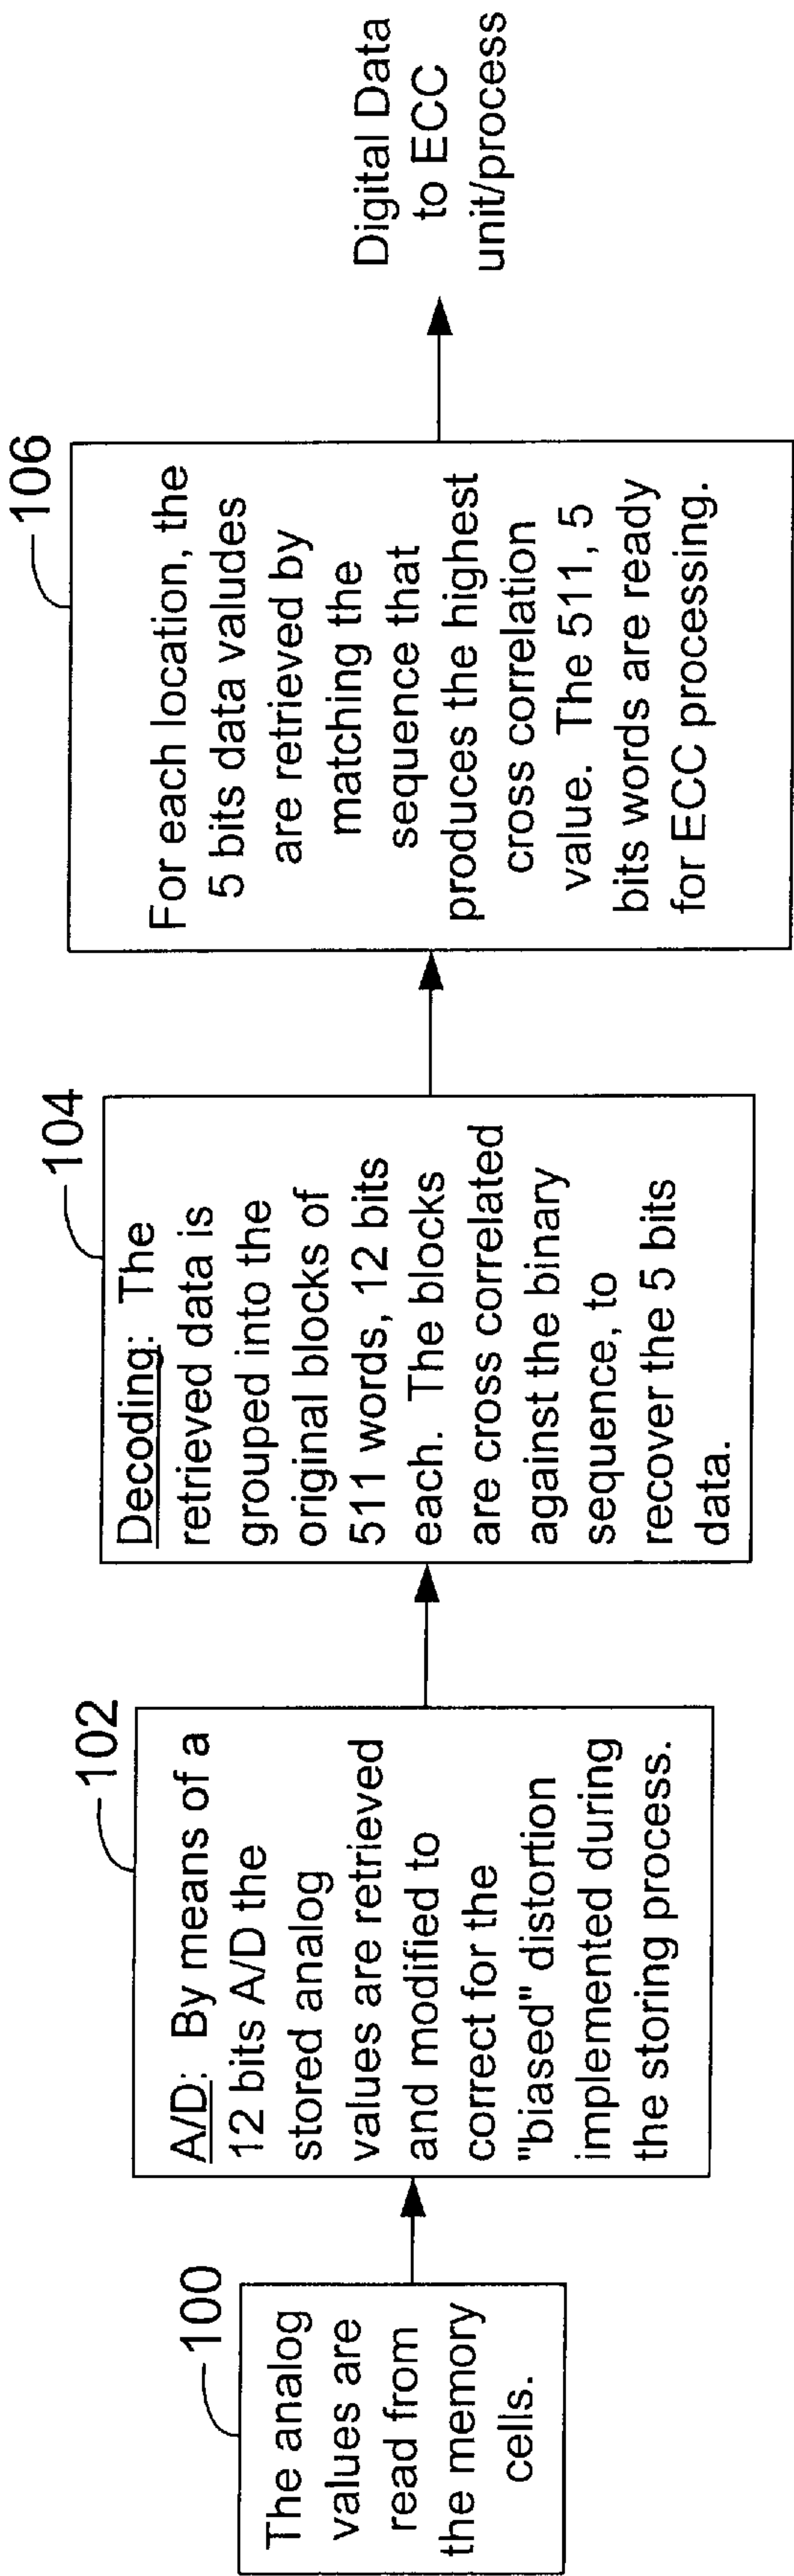 100
The analog
values are
read from
the memory
cells.
102
A/D: By means of a
12 bits A/D the
stored analog
values are retrieved
and modified to
correct for the
"biased" distortion
implemented during
the storing process.
104
Decoding: The
retrieved data is
grouped into the
original blocks of
511 words, 12 bits
each. The blocks
are cross correlated
against the binary
sequence, to
recover the 5 bits
data.
106
For each location, the
5 bits data valudes
are retrieved by
matching the
sequence that
produces the highest
cross correlation
value. The 511, 5
bits words are ready
for ECC processing.
Digital Data
to ECC
unit/process